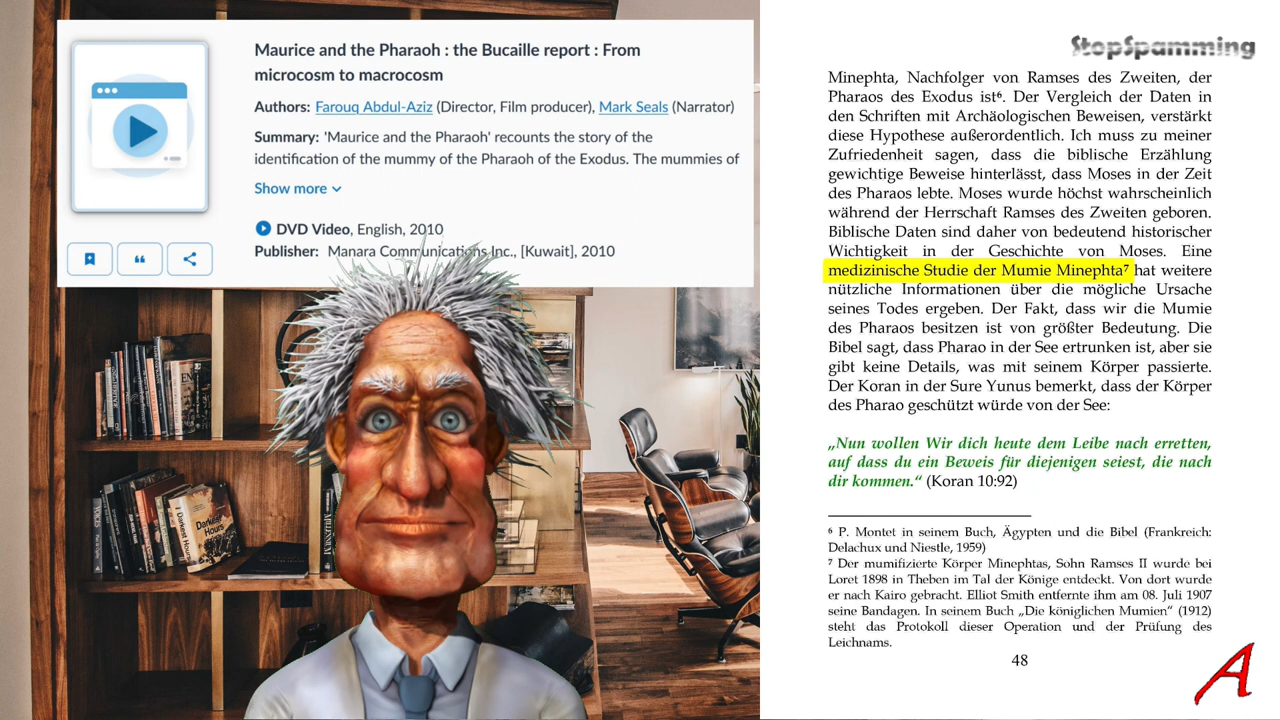 Maurice and the Pharaoh : the Bucaille report : From
microcosm to macrocosm
Authors: Farouq Abdul-Aziz (Director, Film producer), Mark Seals (Narrator)
Summary: 'Maurice and the Pharaoh' recounts the story of the
identification of the mummy of the Pharaoh of the Exodus. The mummies of
Show more
DVD Video, English, 2010
Publisher: Manara Communications Inc., [Kuwait], 2010
Darkest
Hours
StopSpamming
Minephta, Nachfolger von Ramses des Zweiten, der
Pharaos des Exodus ist⁶. Der Vergleich der Daten in
den Schriften mit Archäologischen Beweisen, verstärkt
diese Hypothese außerordentlich. Ich muss zu meiner
Zufriedenheit sagen, dass die biblische Erzählung
gewichtige Beweise hinterlässt, dass Moses in der Zeit
des Pharaos lebte. Moses wurde höchst wahrscheinlich
während der Herrschaft Ramses des Zweiten geboren.
Biblische Daten sind daher von bedeutend historischer
Wichtigkeit in der Geschichte von Moses. Eine
medizinische Studie der Mumie Minephta⁷ hat weitere
nützliche Informationen über die mögliche Ursache
seines Todes ergeben. Der Fakt, dass wir die Mumie
des Pharaos besitzen ist von größter Bedeutung. Die
Bibel sagt, dass Pharao in der See ertrunken ist, aber sie
gibt keine Details, was mit seinem Körper passierte.
Der Koran in der Sure Yunus bemerkt, dass der Körper
des Pharao geschützt würde von der See:
„Nun wollen Wir dich heute dem Leibe nach erretten,
auf dass du ein Beweis für diejenigen seiest, die nach
dir kommen.“ (Koran 10:92)
⁶ P. Montet in seinem Buch, Ägypten und die Bibel (Frankreich:
Delachux und Niestle, 1959)
⁷ Der mumifizierte Körper Minephtas, Sohn Ramses II wurde bei
Loret 1898 in Theben im Tal der Könige entdeckt. Von dort wurde
er nach Kairo gebracht. Elliot Smith entfernte ihm am 08. Juli 1907
seine Bandagen. In seinem Buch „Die königlichen Mumien“ (1912)
steht das Protokoll dieser Operation und der Prüfung des
Leichnams.
48
A